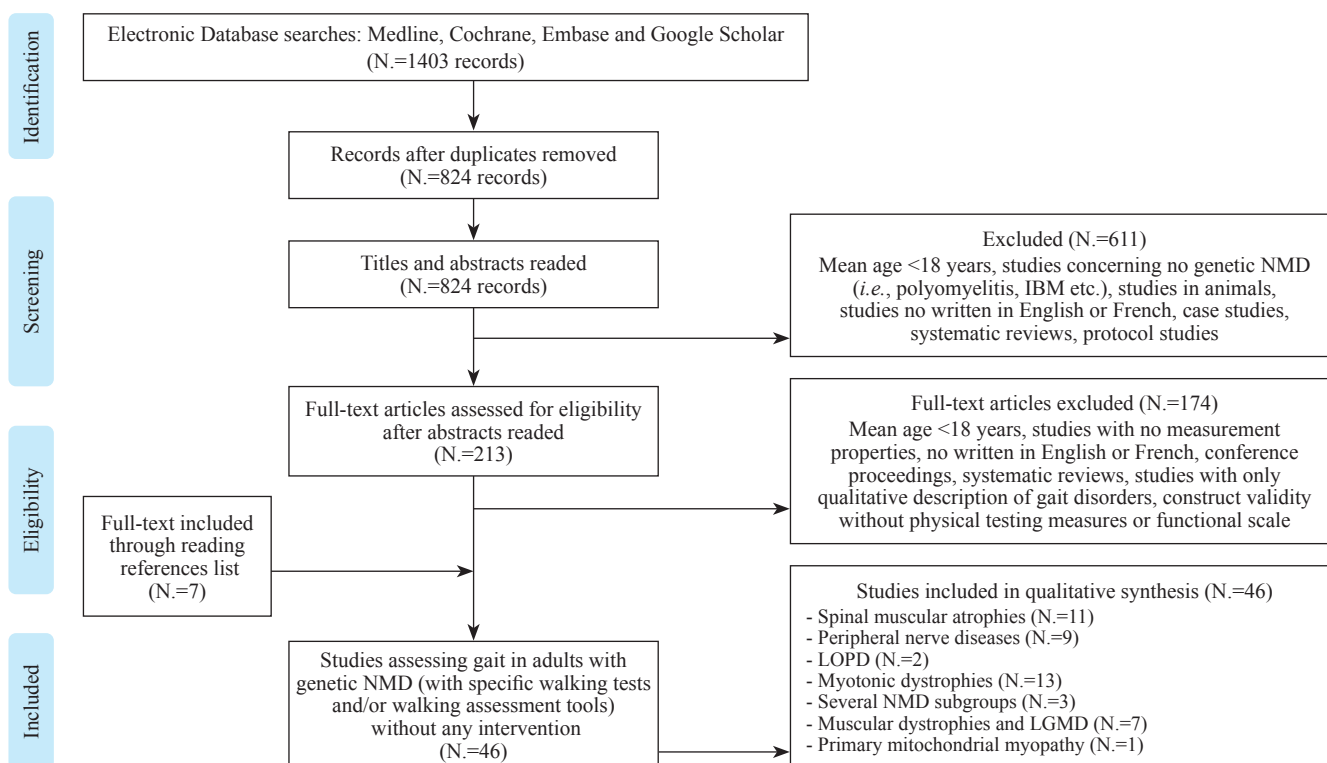 Identification
Electronic Database searches: Medline, Cochrane, Embase and Google Scholar
(N.=1403 records)
Records after duplicates removed
(N.=824 records)
Screening
Titles and abstracts readed
(N.=824 records)
Excluded (N.=611)
Mean age <18 years, studies concerning no genetic NMD
(i.e., polyomyelitis, IBM etc.), studies in animals,
studies no written in English or French, case studies,
systematic reviews, protocol studies
Eligibility
Full-text articles assessed for eligibility
after abstracts readed
(N.=213)
Full-text articles excluded (N.=174)
Mean age <18 years, studies with no measurement
properties, no written in English or French, conference
proceedings, systematic reviews, studies with only
qualitative description of gait disorders, construct validity
without physical testing measures or functional scale
Full-text included
through reading
references list
(N.=7)
Included
Studies assessing gait in adults with
genetic NMD (with specific walking tests
and/or walking assessment tools)
without any intervention
(N.=46)
Studies included in qualitative synthesis (N.=46)
- Spinal muscular atrophies (N.=11)
- Peripheral nerve diseases (N.=9)
- LOPD (N.=2)
- Myotonic dystrophies (N.=13)
- Several NMD subgroups (N.=3)
- Muscular dystrophies and LGMD (N.=7)
- Primary mitochondrial myopathy (N.=1)